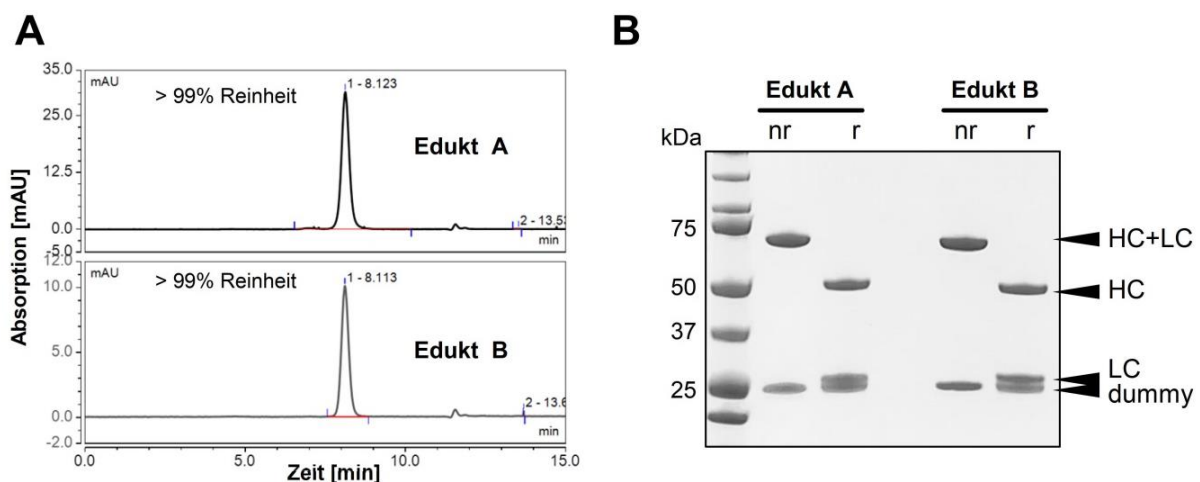 A
Absorption [mAU]
35.0
25.0
12.5
0.0
-5.0
mAU
> 99% Reinheit
1 - 8.123
Edukt A
2 - 13.53
min
12.0
10.0
5.0
0.0
-2.0
mAU
> 99% Reinheit
1 - 8.113
Edukt B
2 - 13.6
min
0.0 5.0 10.0 15.0
Zeit [min]
B
Edukt A Edukt B
kDa nr r nr r
75
50
37
25
HC+LC
HC
LC
dummy